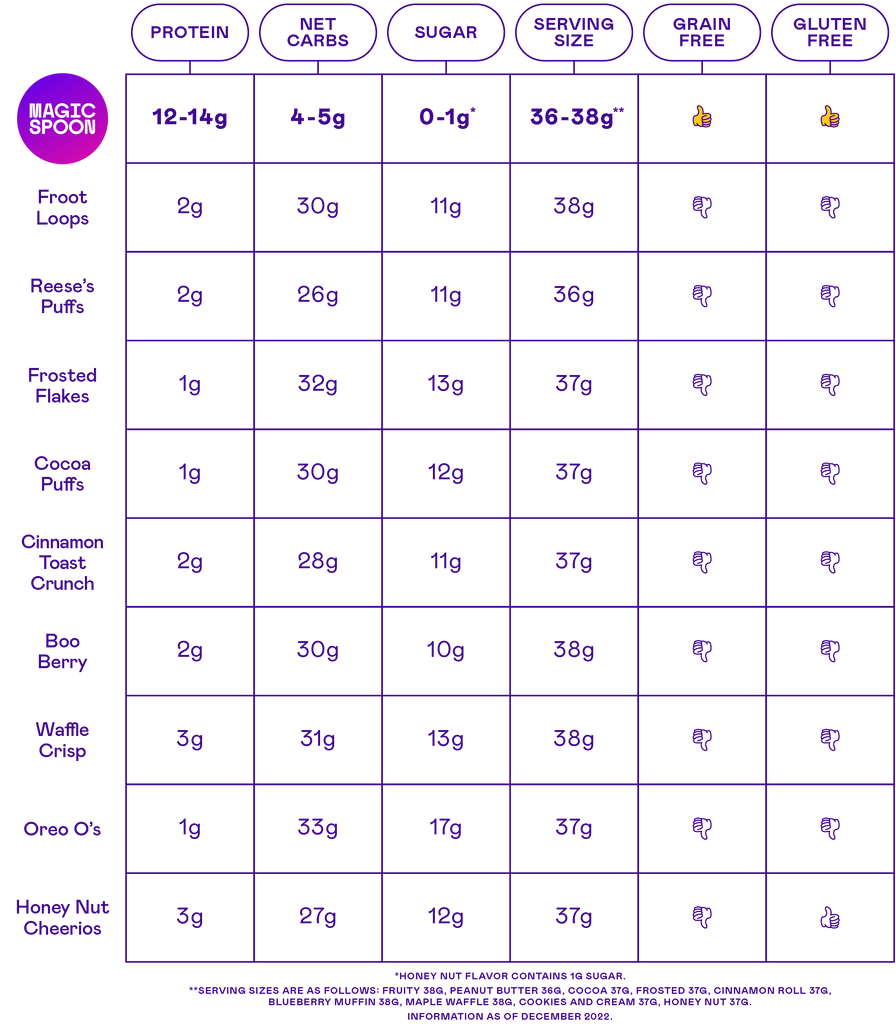 PROTEIN
NET
CARBS
SUGAR
SERVING
SIZE
GRAIN
FREE
GLUTEN
FREE
MAGIC
SPOON
12-14g 4-5g 0-1g* 36-38g**
Froot
Loops
2g 30g 11g 38g
Reese's
Puffs
2g 26g 11g 36g
Frosted
Flakes
1g 32g 13g 37g
Cocoa
Puffs
1g 30g 12g 37g
Cinnamon
Toast
Crunch
2g 28g 11g 37g
Boo
Berry
2g 30g 10g 38g
Waffle
Crisp
3g 31g 13g 38g
Oreo O's
1g 33g 17g 37g
Honey Nut
Cheerios
3g 27g 12g 37g
*HONEY NUT FLAVOR CONTAINS 1G SUGAR.
**SERVING SIZES ARE AS FOLLOWS: FRUITY 38G, PEANUT BUTTER 36G, COCOA 37G, FROSTED 37G, CINNAMON ROLL 37G,
BLUEBERRY MUFFIN 38G, MAPLE WAFFLE 38G, COOKIES AND CREAM 37G, HONEY NUT 37G.
INFORMATION AS OF DECEMBER 2022.